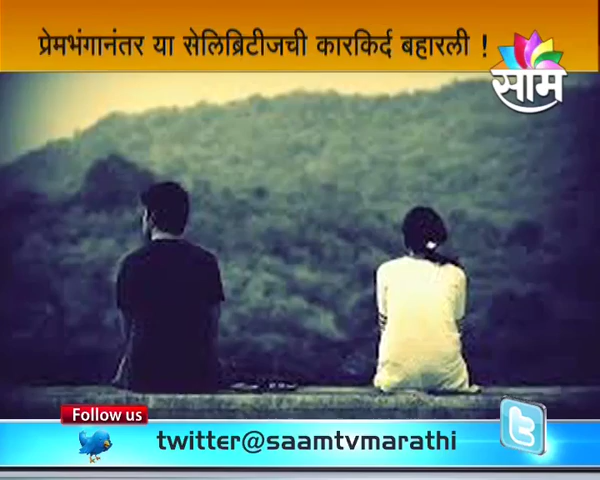 प्रेमभंगानंतर या सेलिब्रिटीजची कारकिर्द बहारली !
साम
Follow us
twitter@saamtvmarathi